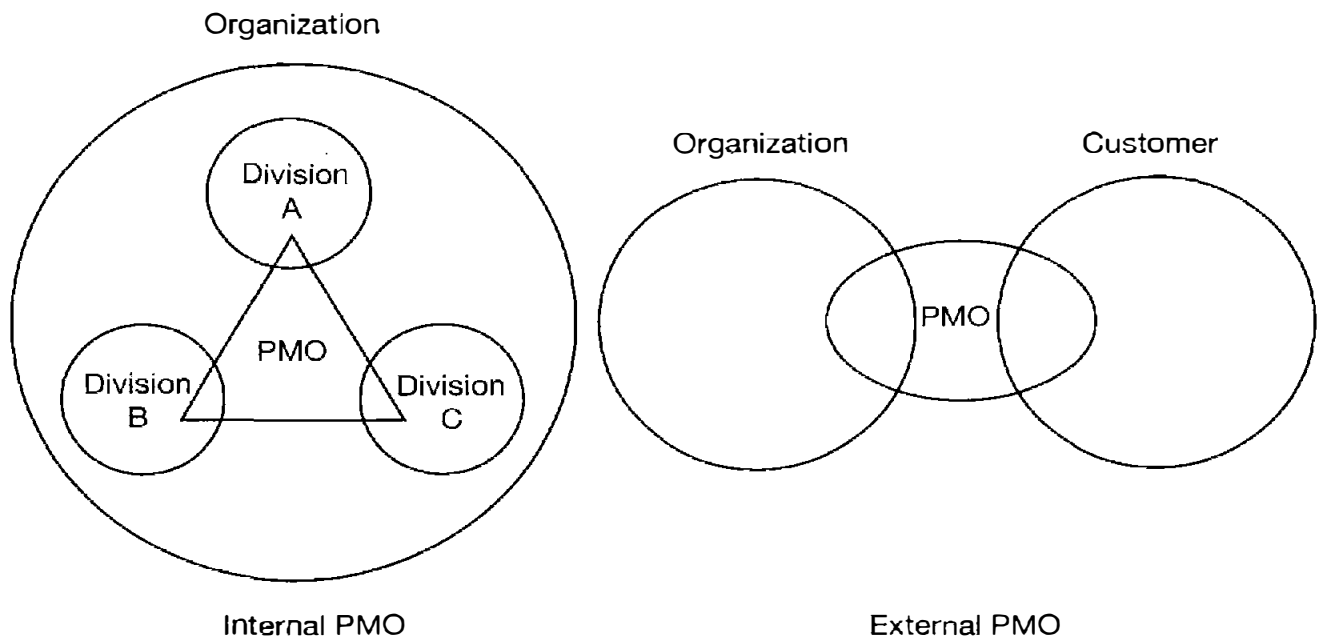 Organization
Division
A
PMO
Division
B
Division
C
Internal PMO
Organization
Customer
PMO
External PMO